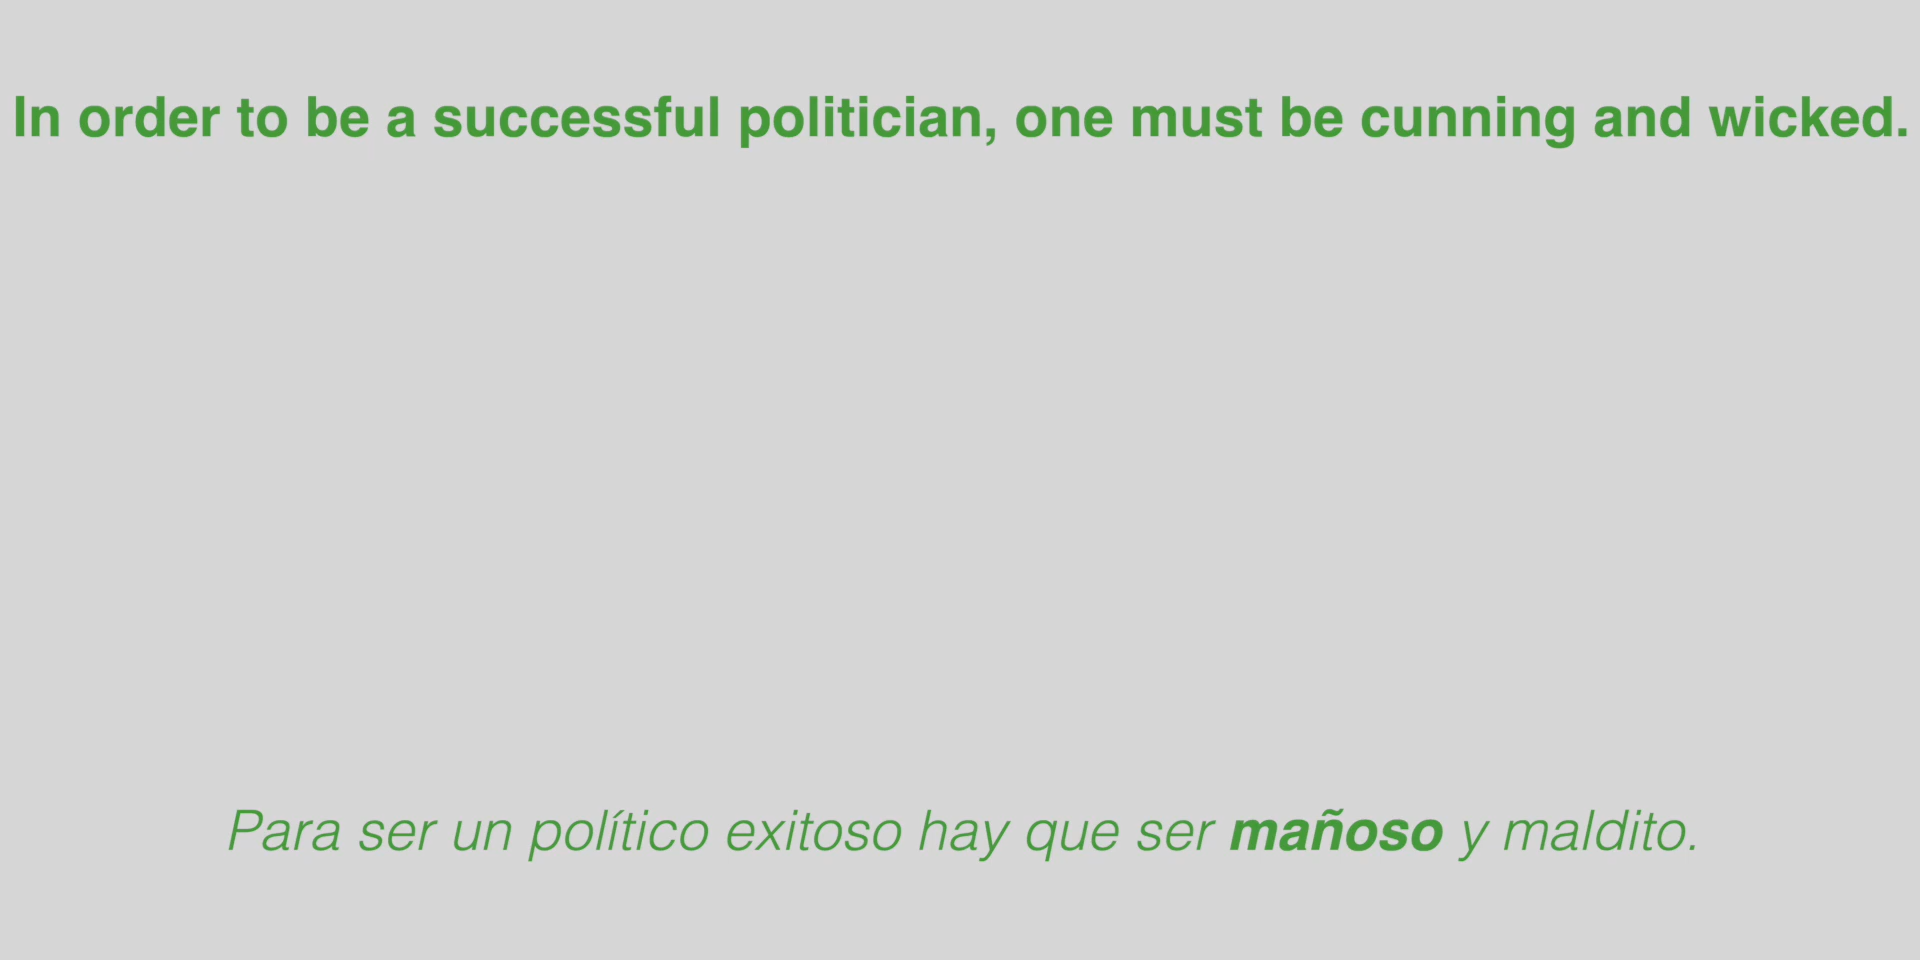 In order to be a successful politician, one must be cunning and wicked.
Para ser un político exitoso hay que ser mañoso y maldito.